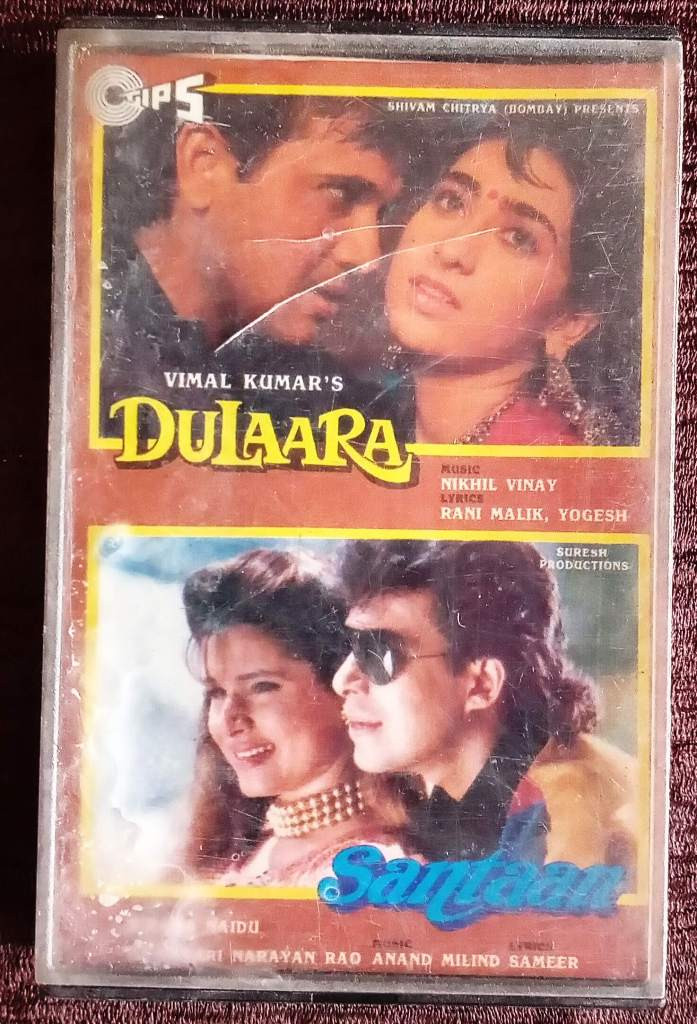 TIPS
SHIVAM CHITRYA (BOMBAY) PRESENTS
VIMAL KUMAR'S
DULAARA
MUSIC
NIKHIL VINAY
LYRICS
RANI MALIK, YOGESH
SURESH
PRODUCTIONS
Santaan
NAIDU
MUSIC LYRICS
NARAYAN RAO ANAND MILIND SAMEER